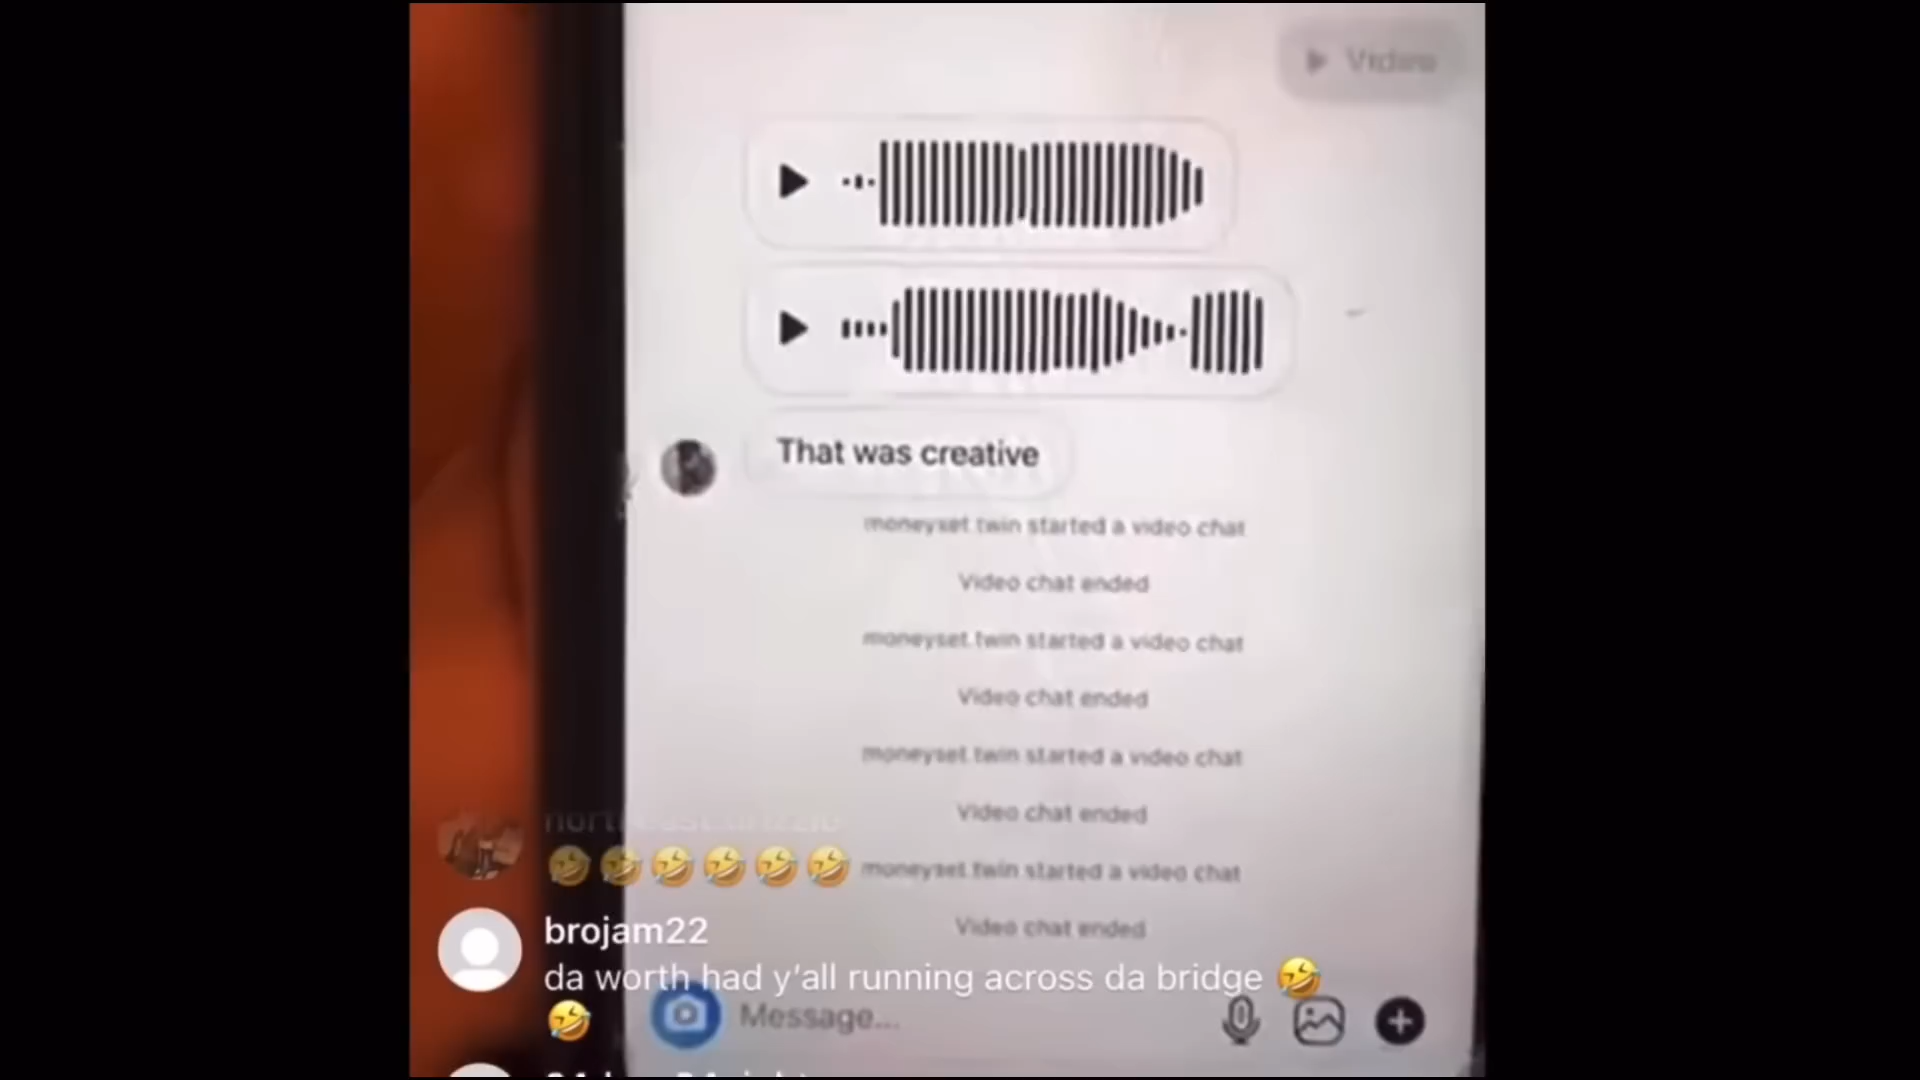 Video
That was creative
moneyset.twin started a video chat
Video chat ended
moneyset.twin started a video chat
Video chat ended
moneyset.twin started a video chat
Video chat ended
moneyset.twin started a video chat
🤣🤣🤣🤣🤣🤣
Video chat ended
brojam22
da worth had y'all running across da bridge 🤣
🤣
Message...